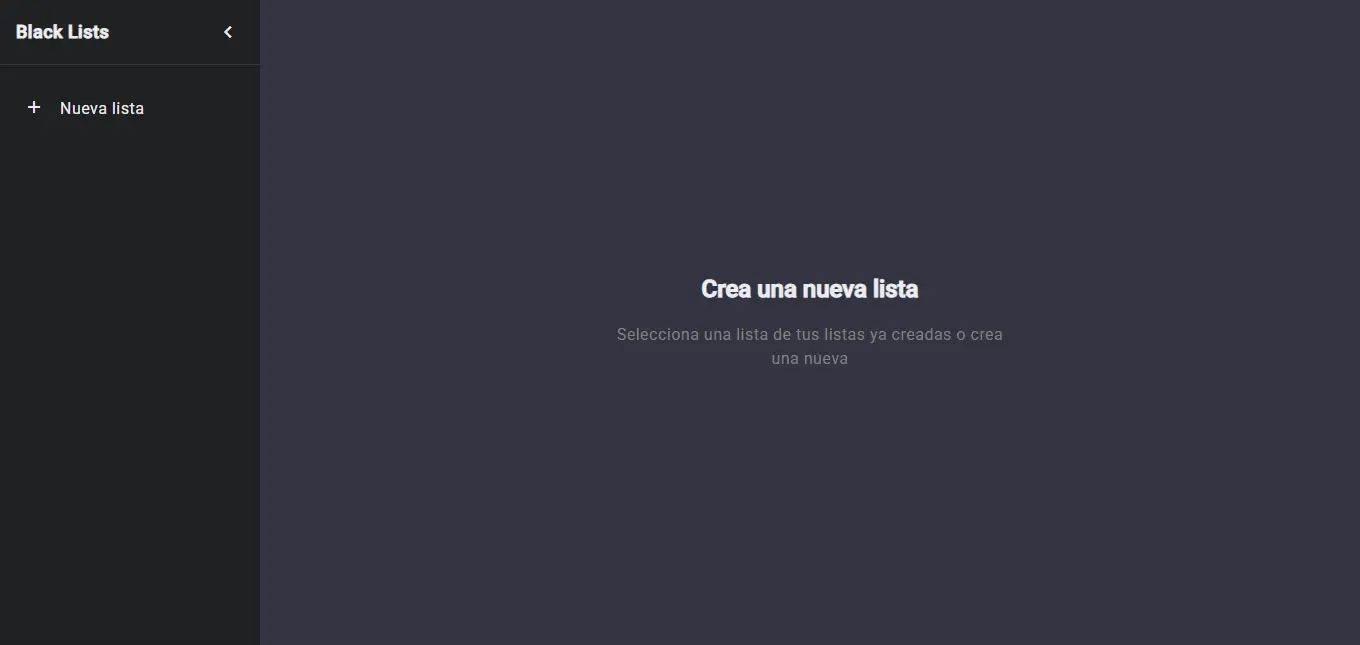 Black Lists
Nueva lista
Crea una nueva lista
Selecciona una lista de tus listas ya creadas o crea
una nueva